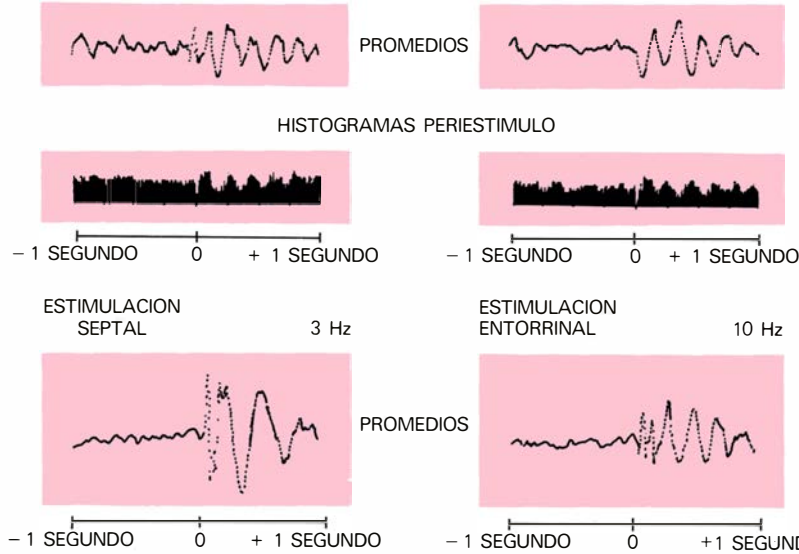 PROMEDIOS
HISTOGRAMAS PERIESTIMULO
– 1 SEGUNDO 0 + 1 SEGUNDO – 1 SEGUNDO 0 + 1 SEGUNDO
ESTIMULACION
SEPTAL 3 Hz
ESTIMULACION
ENTORRINAL 10 Hz
PROMEDIOS
– 1 SEGUNDO 0 + 1 SEGUNDO – 1 SEGUNDO 0 +1 SEGUND